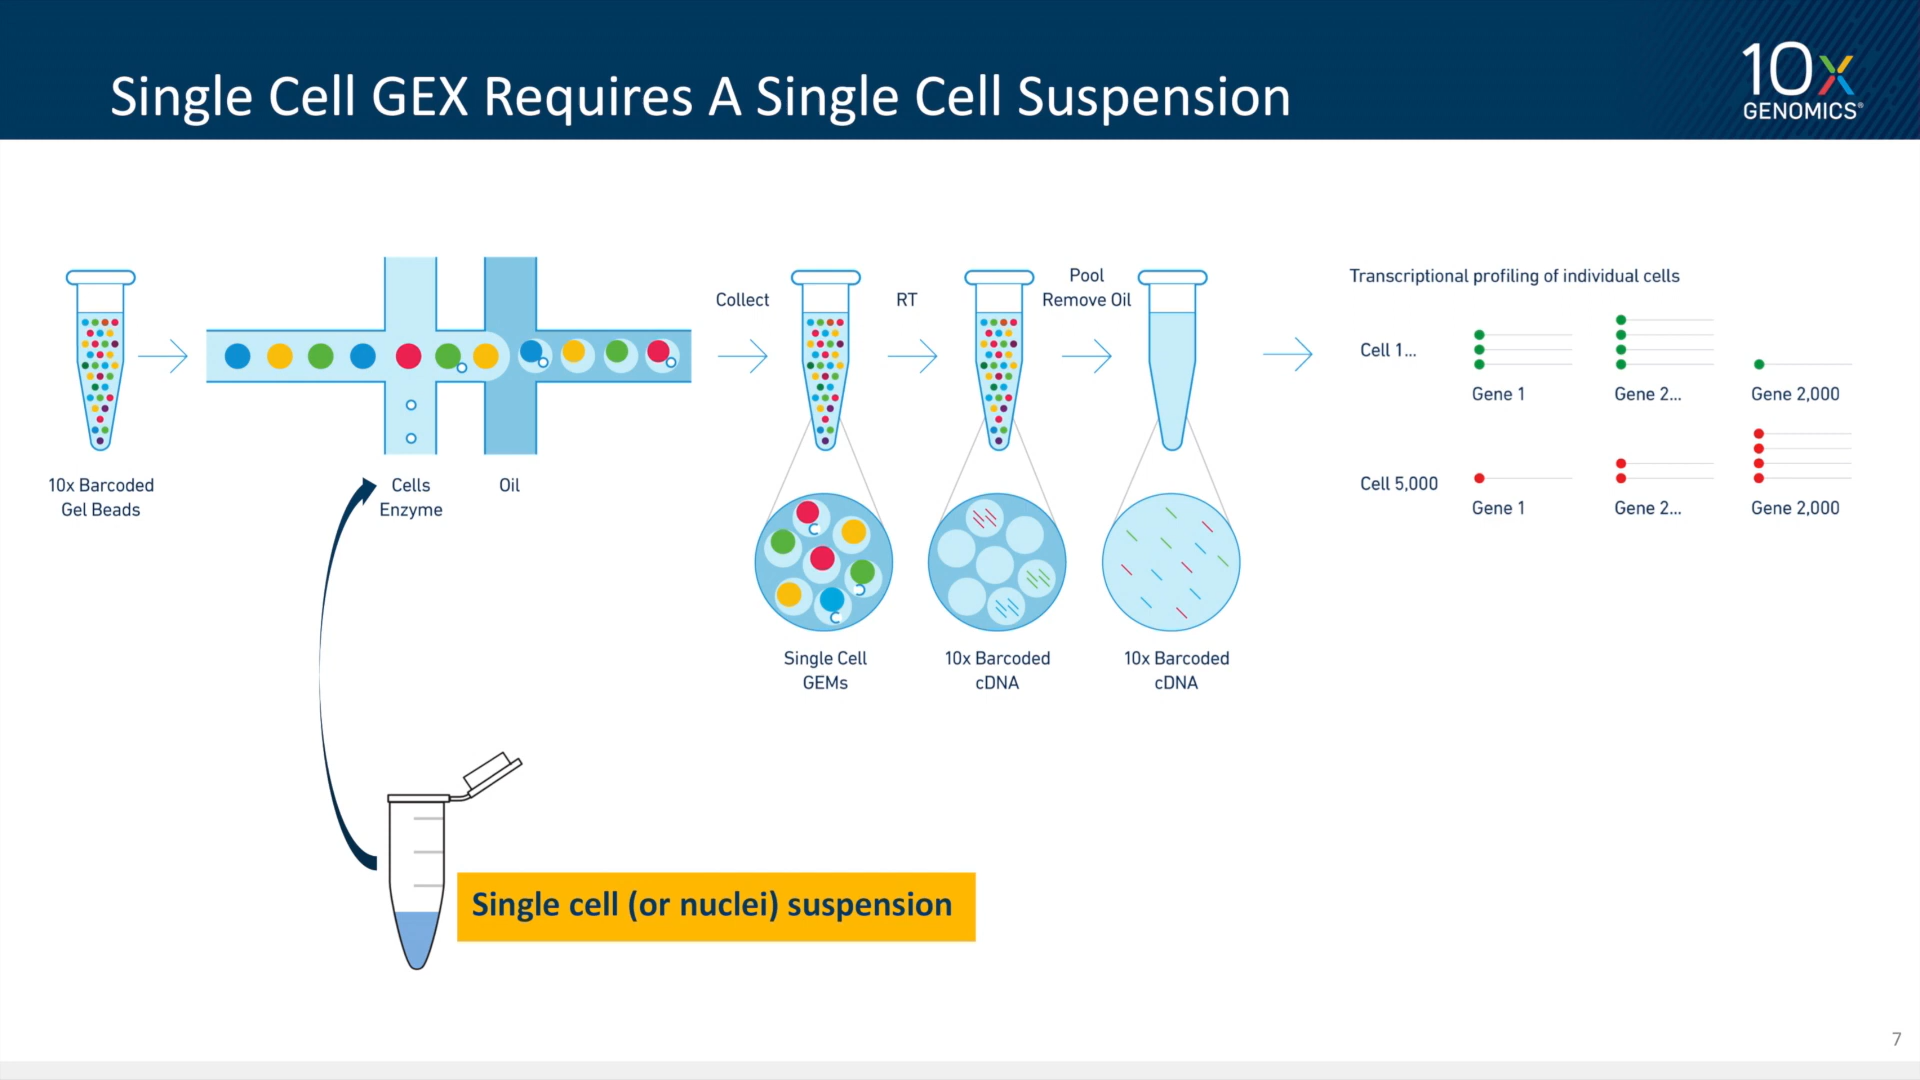 Single Cell GEX Requires A Single Cell Suspension
10x
GENOMICS®
10x Barcoded
Gel Beads
Cells
Enzyme
Oil
Collect
RT
Pool
Remove Oil
Single Cell
GEMs
10x Barcoded
cDNA
10x Barcoded
cDNA
Transcriptional profiling of individual cells
Cell 1...
Gene 1
Gene 2...
Gene 2,000
Cell 5,000
Gene 1
Gene 2...
Gene 2,000
Single cell (or nuclei) suspension
7